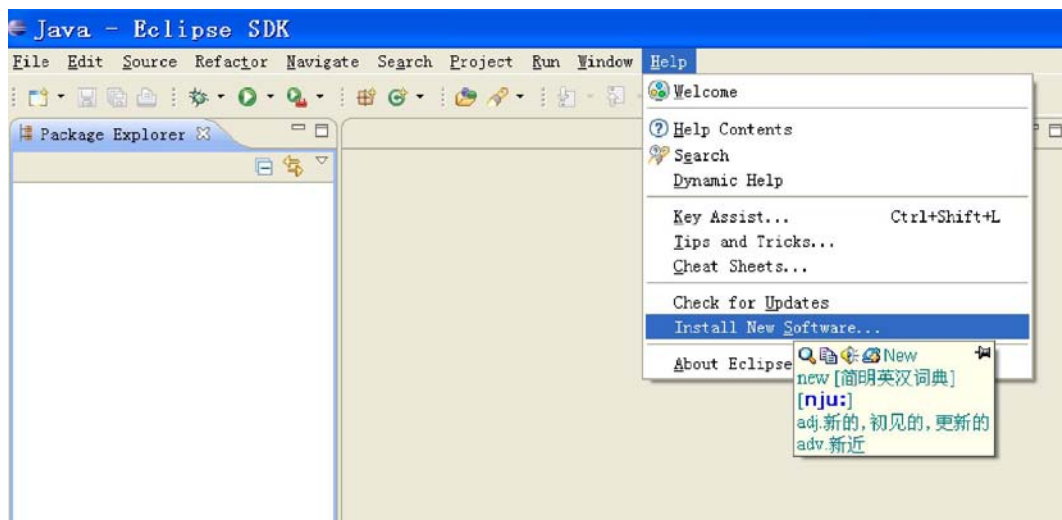 Java - Eclipse SDK
File Edit Source Refactor Navigate Search Project Run Window Help
Package Explorer
Welcome
Help Contents
Search
Dynamic Help
Key Assist... Ctrl+Shift+L
Tips and Tricks...
Cheat Sheets...
Check for Updates
Install New Software...
About Eclipse
New
new [简明英汉词典]
[nju:]
adj.新的,初见的,更新的
adv.新近